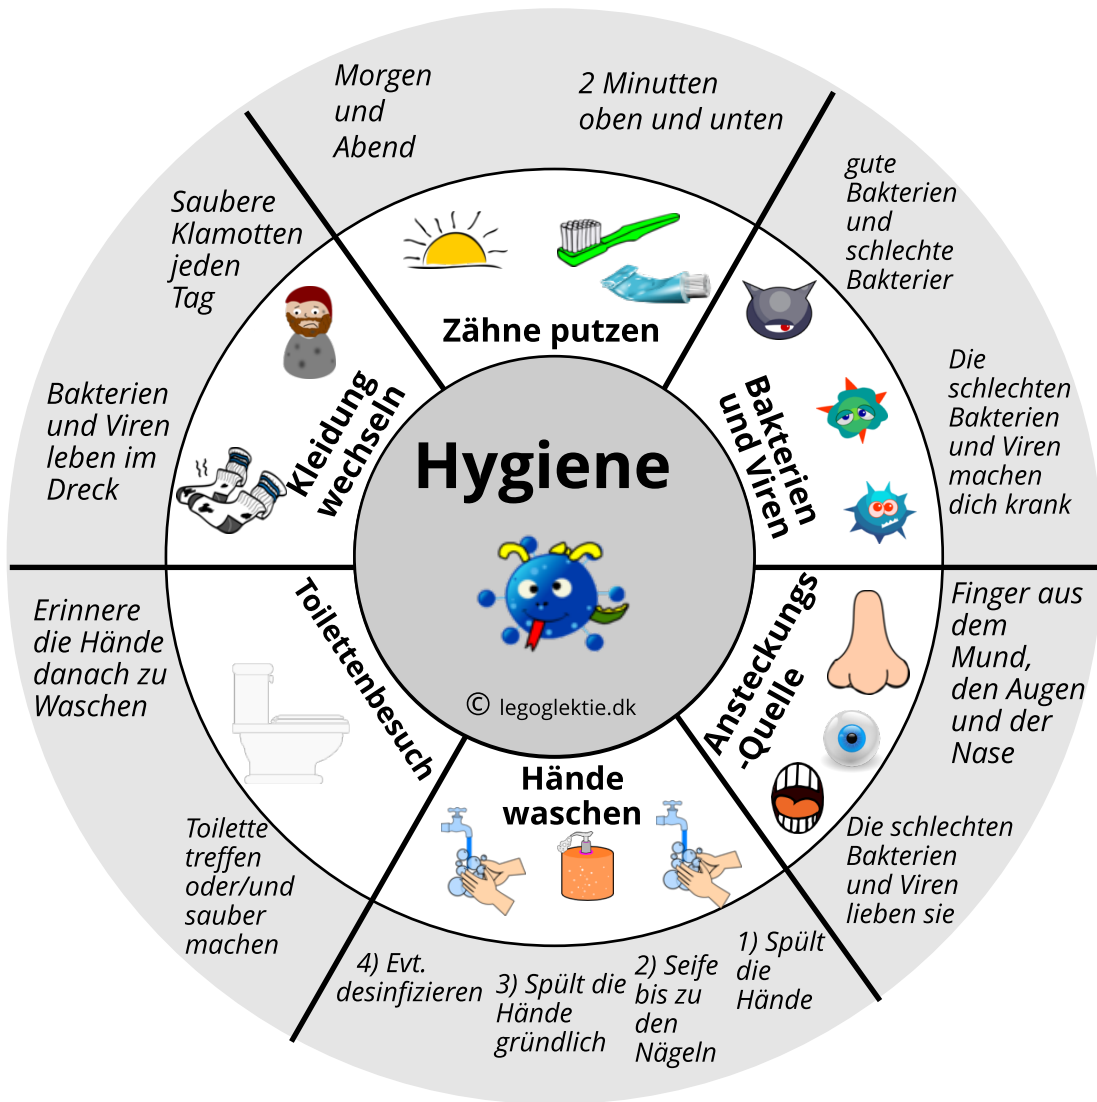 Hygiene
© legoglektie.dk
Zähne putzen
Morgen
und
Abend
2 Minutten
oben und unten
Bakterien
und Viren
gute
Bakterien
und
schlechte
Bakterier
Die
schlechten
Bakterien
und Viren
machen
dich krank
Ansteckungs
-Quelle
Finger aus
dem
Mund,
den Augen
und der
Nase
Die schlechten
Bakterien
und Viren
lieben sie
Hände
waschen
1) Spült
die
Hände
2) Seife
bis zu
den
Nägeln
3) Spült die
Hände
gründlich
4) Evt.
desinfizieren
Toilettenbesuch
Toilette
treffen
oder/und
sauber
machen
Erinnere
die Hände
danach zu
Waschen
Kleidung
wechseln
Bakterien
und Viren
leben im
Dreck
Saubere
Klamotten
jeden
Tag